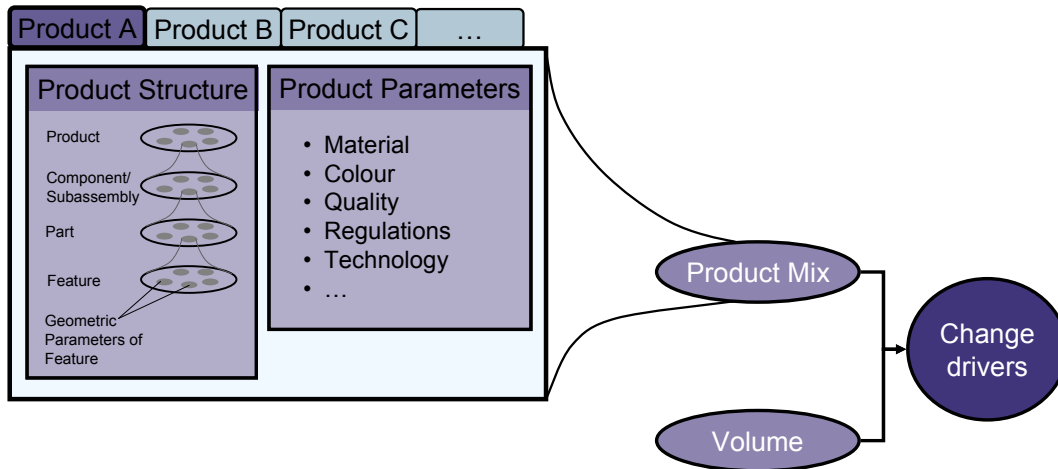 Product A
Product B
Product C
…
Product Structure
Product
Component/
Subassembly
Part
Feature
Geometric
Parameters of
Feature
Product Parameters
• Material
• Colour
• Quality
• Regulations
• Technology
• …
Product Mix
Volume
Change
drivers